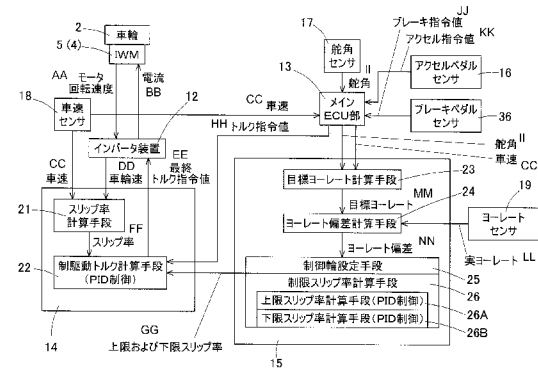 2
車輪
5 (4)
IWM
AA モータ
回転速度
電流
BB
18
車速
センサ
12
インバータ装置
CC 車速
HH トルク指令値
17
舵角
センサ
II
舵角
13
メイン
ECU部
JJ
ブレーキ指令値
KK
アクセル指令値
アクセルペダル
センサ
16
ブレーキペダル
センサ
36
舵角
II
車速
CC
CC
車速
DD
車輪速
EE
最終
トルク指令値
21
スリップ率
計算手段
FF
スリップ率
22
制駆動トルク計算手段
(PID制御)
14
目標ヨーレート計算手段
23
MM
目標ヨーレート
24
ヨーレート偏差計算手段
19
ヨーレート
センサ
LL
実ヨーレート
NN
ヨーレート偏差
制御輪設定手段
25
制限スリップ率計算手段
26
上限スリップ率計算手段(PID制御)
26A
下限スリップ率計算手段(PID制御)
26B
GG
上限および下限スリップ率
15